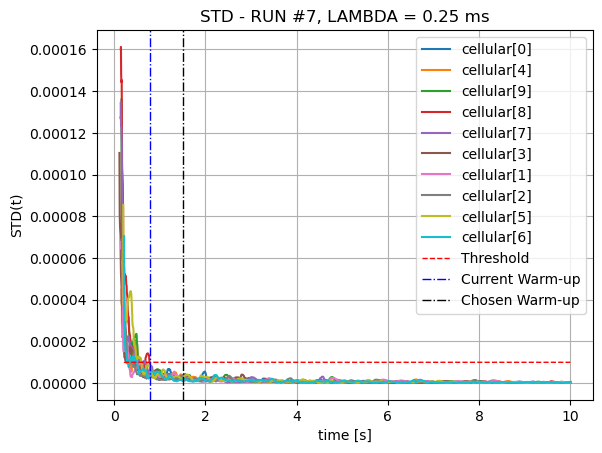 STD - RUN #7, LAMBDA = 0.25 ms
cellular[0]
cellular[4]
cellular[9]
cellular[8]
cellular[7]
cellular[3]
cellular[1]
cellular[2]
cellular[5]
cellular[6]
Threshold
Current Warm-up
Chosen Warm-up
STD(t)
0.00016
0.00014
0.00012
0.00010
0.00008
0.00006
0.00004
0.00002
0.00000
0 2 4 6 8 10
time [s]